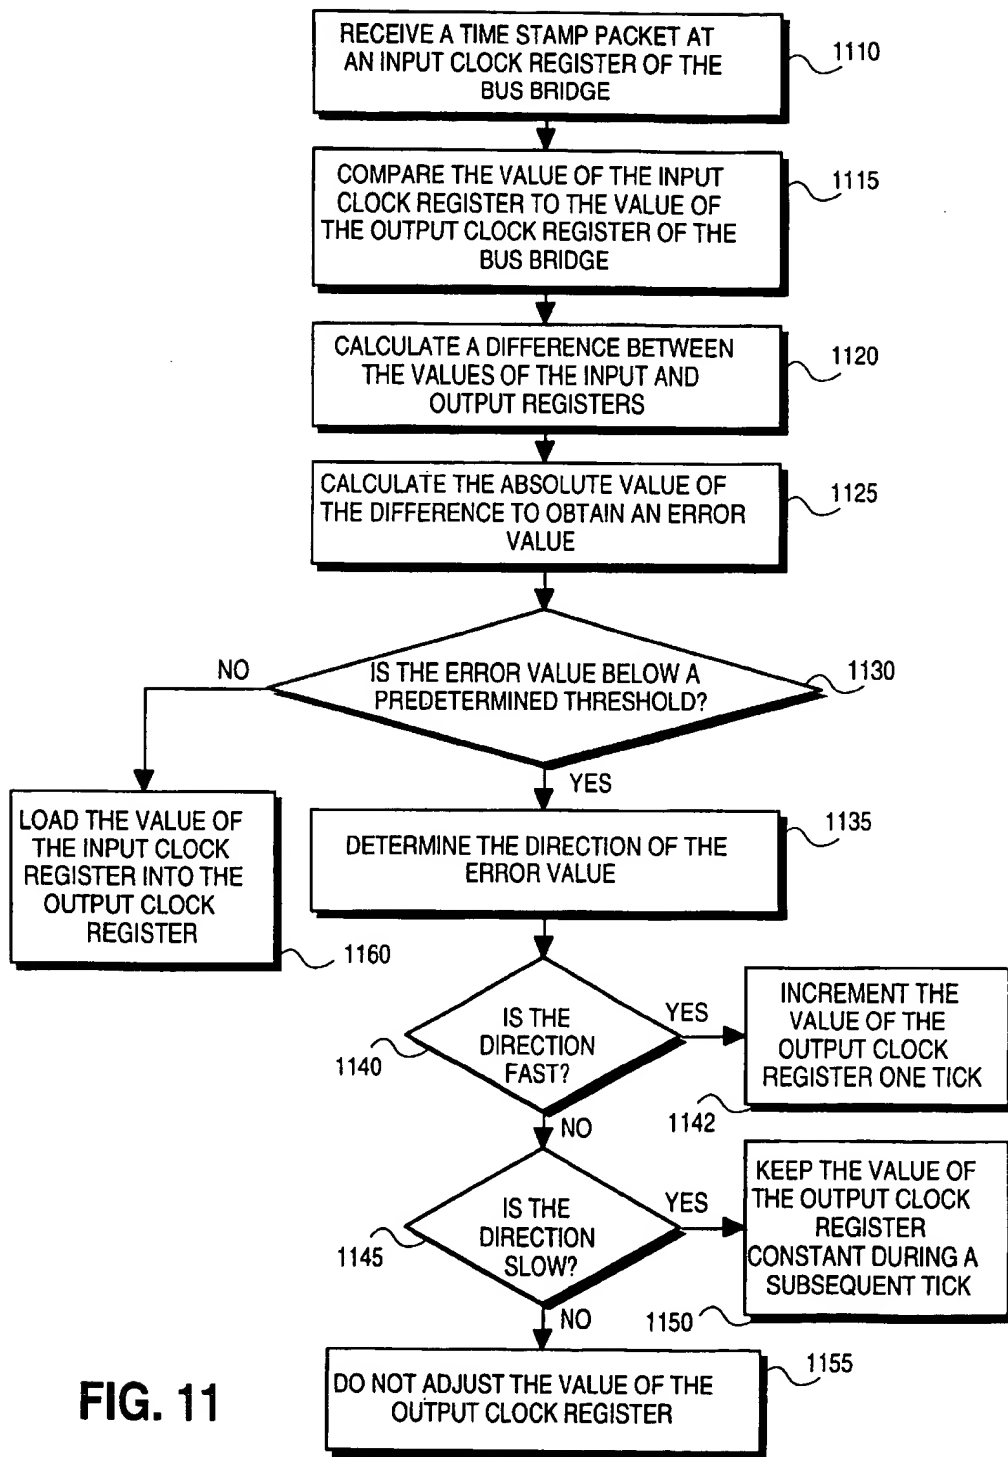 RECEIVE A TIME STAMP PACKET AT
AN INPUT CLOCK REGISTER OF THE
BUS BRIDGE
1110
COMPARE THE VALUE OF THE INPUT
CLOCK REGISTER TO THE VALUE OF
THE OUTPUT CLOCK REGISTER OF THE
BUS BRIDGE
1115
CALCULATE A DIFFERENCE BETWEEN
THE VALUES OF THE INPUT AND
OUTPUT REGISTERS
1120
CALCULATE THE ABSOLUTE VALUE OF
THE DIFFERENCE TO OBTAIN AN ERROR
VALUE
1125
IS THE ERROR VALUE BELOW A
PREDETERMINED THRESHOLD?
1130
NO
YES
LOAD THE VALUE OF
THE INPUT CLOCK
REGISTER INTO THE
OUTPUT CLOCK
REGISTER
1160
DETERMINE THE DIRECTION OF THE
ERROR VALUE
1135
IS THE
DIRECTION
FAST?
1140
YES
INCREMENT THE
VALUE OF THE
OUTPUT CLOCK
REGISTER ONE TICK
1142
NO
IS THE
DIRECTION
SLOW?
1145
YES
KEEP THE VALUE OF
THE OUTPUT CLOCK
REGISTER
CONSTANT DURING A
SUBSEQUENT TICK
1150
NO
DO NOT ADJUST THE VALUE OF THE
OUTPUT CLOCK REGISTER
1155
FIG. 11